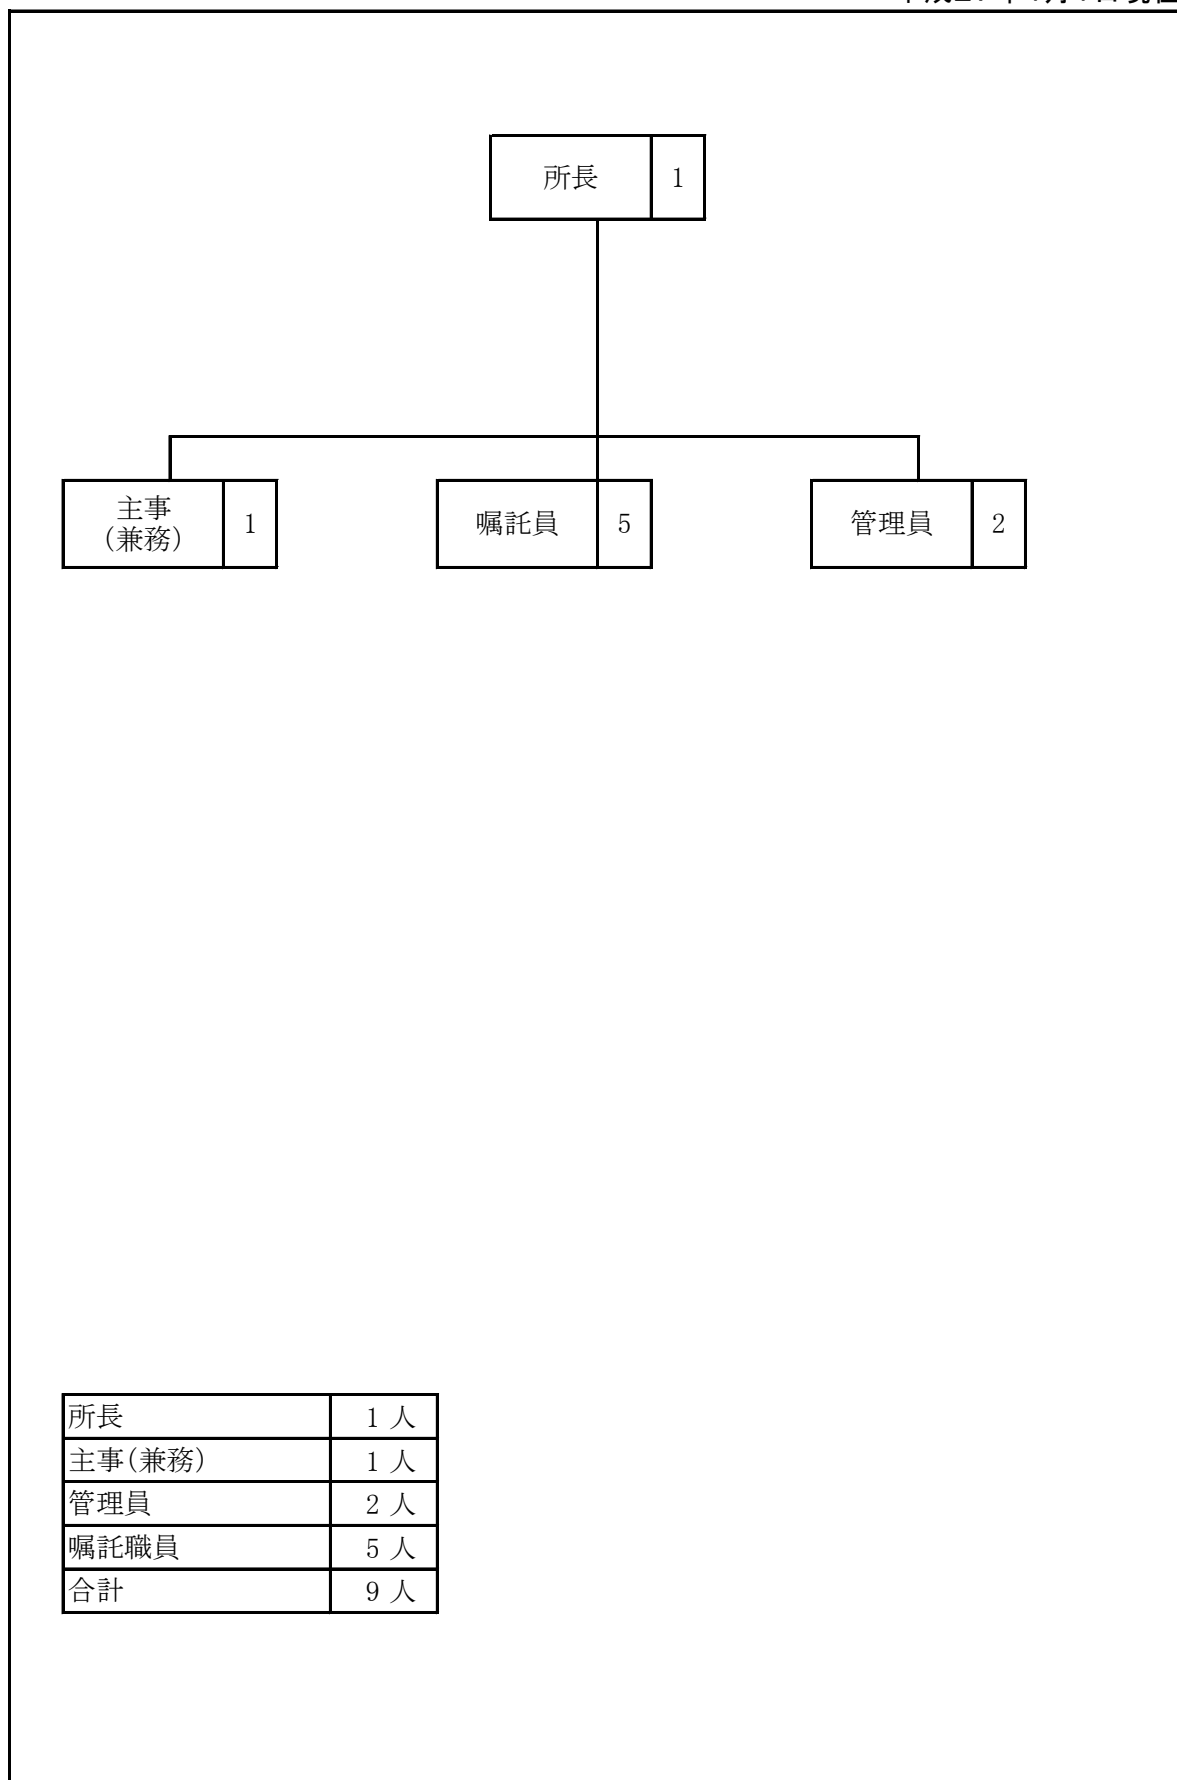 所長 1
主事
(兼務) 1
嘱託員 5
管理員 2
所長 1 人
主事(兼務) 1 人
管理員 2 人
嘱託職員 5 人
合計 9 人